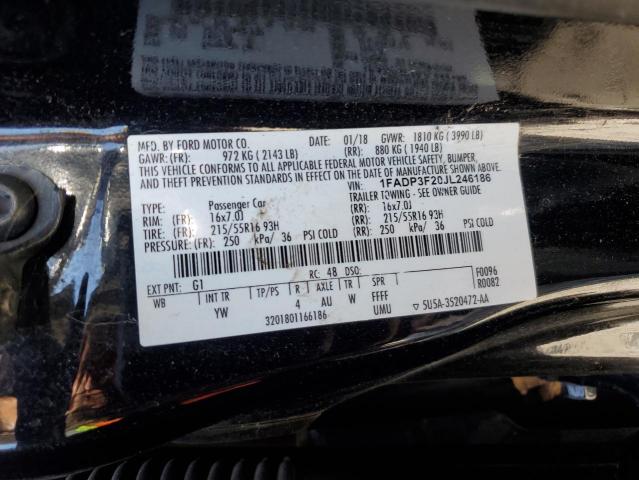 MFD. BY FORD MOTOR CO. DATE: 01/18 GVWR: 1810 KG ( 3990 LB)
GAWR:(FR): 972 KG ( 2143 LB) (RR): 880 KG ( 1940 LB)
THIS VEHICLE CONFORMS TO ALL APPLICABLE FEDERAL MOTOR VEHICLE SAFETY, BUMPER,
AND THEFT PREVENTION STANDARDS IN EFFECT ON THE DATE OF MANUFACTURE SHOWN ABOVE.
VIN: 1FADP3F20JL246186
TYPE: Passenger Car TRAILER TOWING - SEE OWNER GUIDE
RIM: (FR): 16x7.0J (RR): 16x7.0J
TIRE: (FR): 215/55R16 93H (RR): 215/55R16 93H
PRESSURE: (FR): 250 kPa/ 36 PSI COLD (RR): 250 kPa/ 36 PSI COLD
EXT PNT: G1 RC: 48 DSO: F0096
WB INT TR TP/PS R AXLE TR SPR R0082
YW 4 AU W FFFF
UMU ▽ 5U5A-3520472-AA
3201801166186